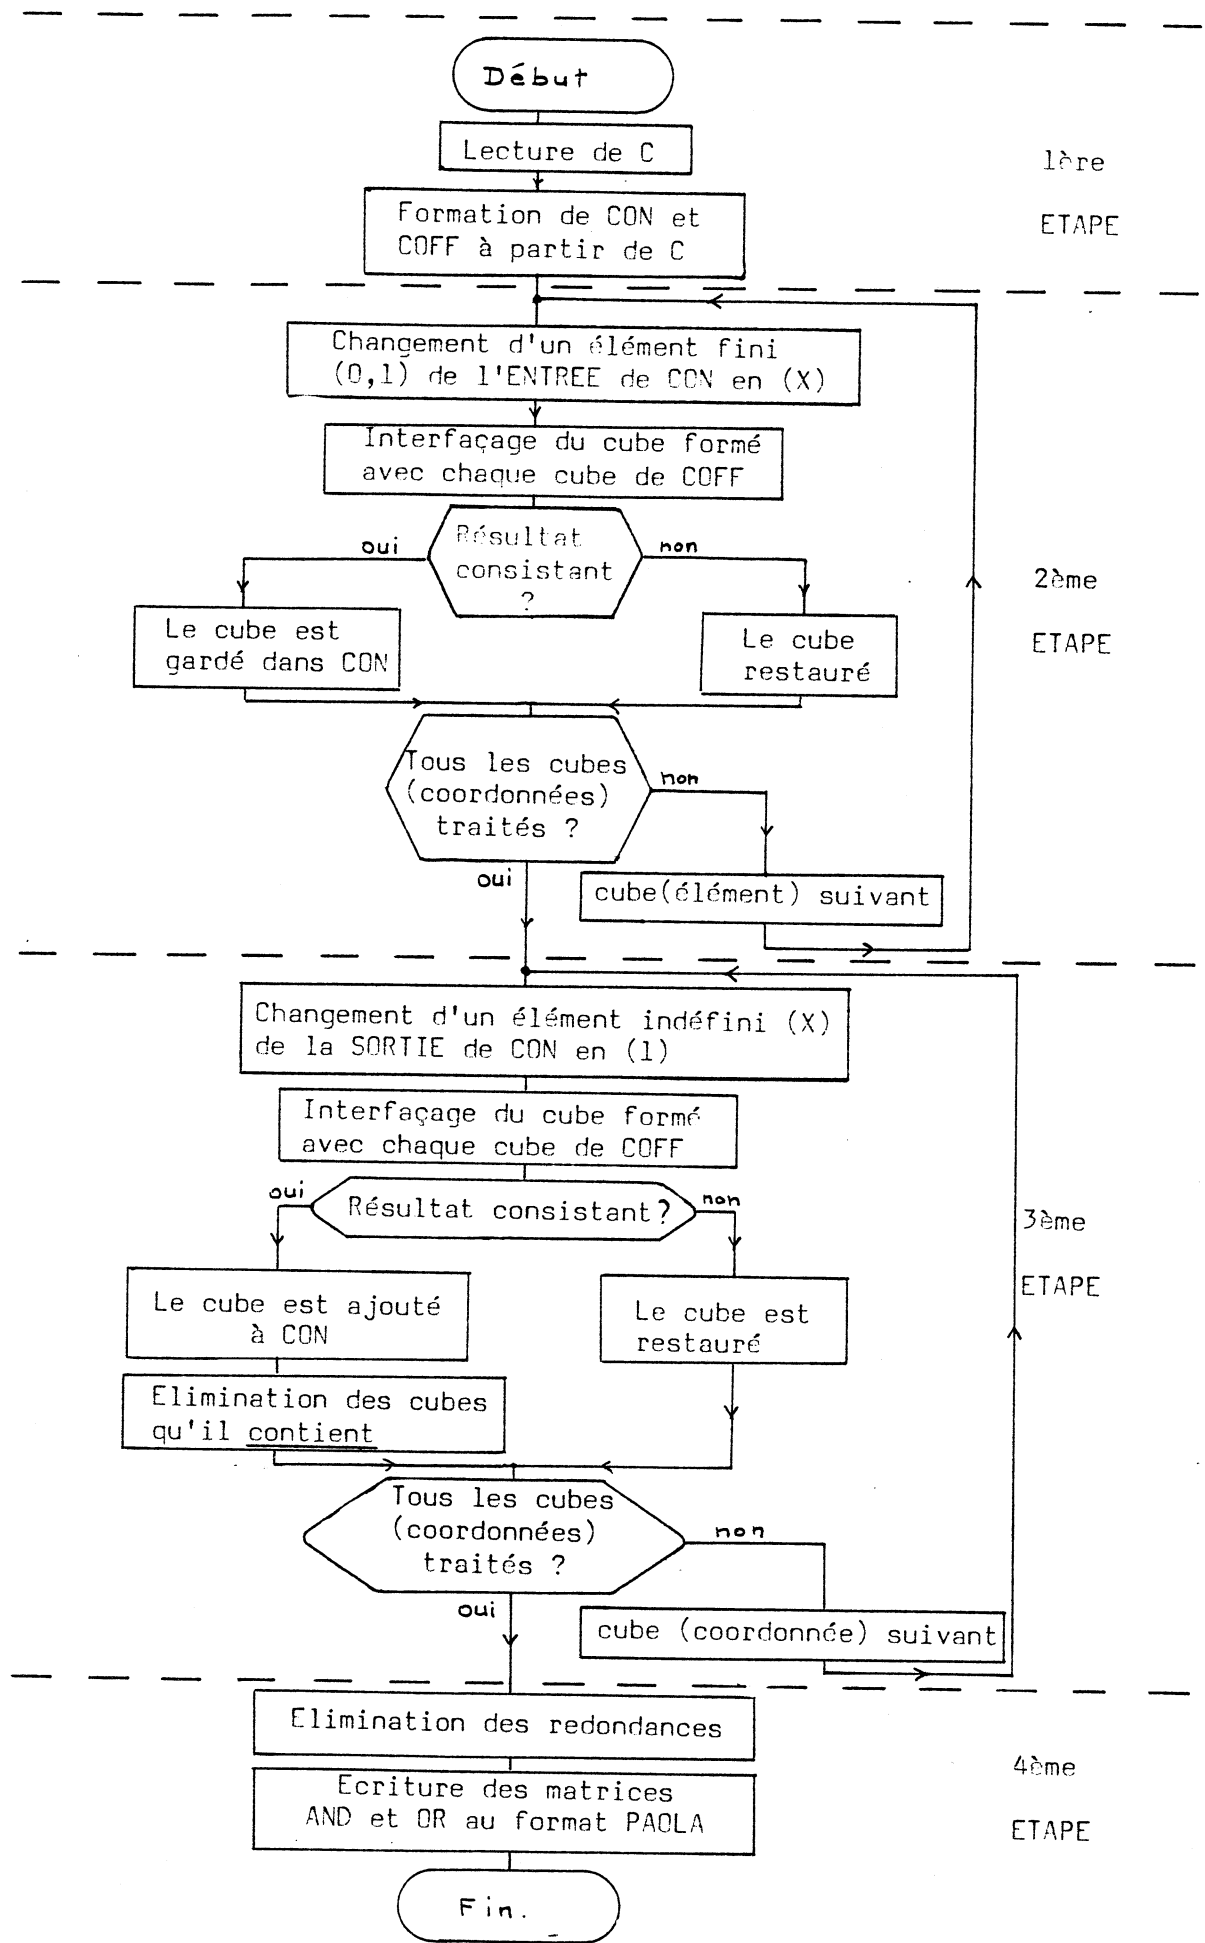 Début
Lecture de C
1ère
ETAPE
Formation de CON et
COFF à partir de C
Changement d'un élément fini
(0,1) de l'ENTREE de CON en (X)
Interfaçage du cube formé
avec chaque cube de COFF
Résultat
consistant
?
oui
non
2ème
ETAPE
Le cube est
gardé dans CON
Le cube
restauré
Tous les cubes
(coordonnées)
traités ?
non
oui
cube(élément) suivant
Changement d'un élément indéfini (X)
de la SORTIE de CON en (1)
Interfaçage du cube formé
avec chaque cube de COFF
oui
Résultat consistant?
non
3ème
ETAPE
Le cube est ajouté
à CON
Le cube est
restauré
Elimination des cubes
qu'il contient
Tous les cubes
(coordonnées)
traités ?
non
oui
cube (coordonnée) suivant
Elimination des redondances
4ème
ETAPE
Ecriture des matrices
AND et OR au format PAOLA
Fin.